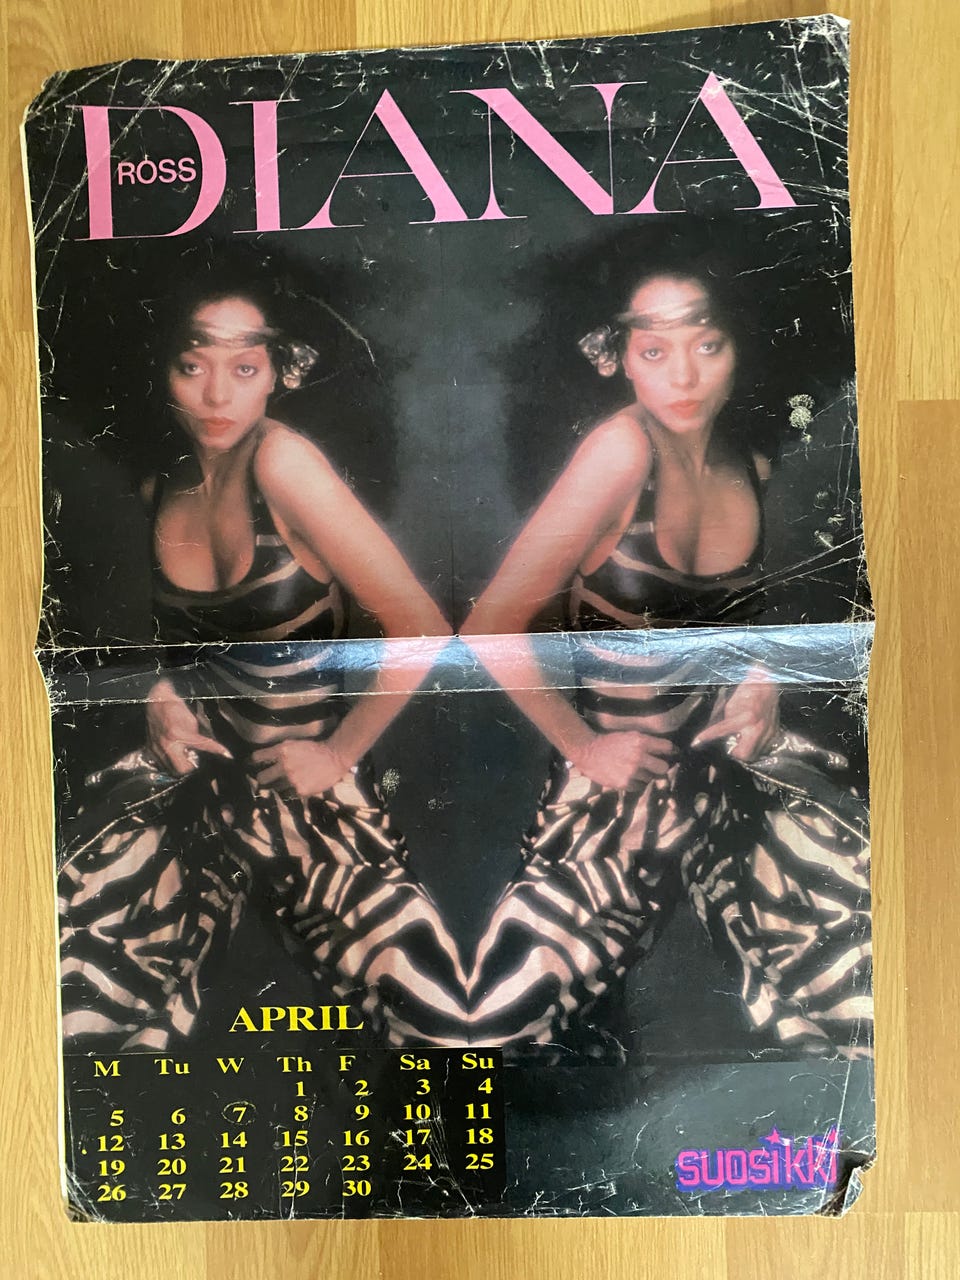 DIANA
ROSS
APRIL
M Tu W Th F Sa Su
1 2 3 4
5 6 7 8 9 10 11
12 13 14 15 16 17 18
19 20 21 22 23 24 25
26 27 28 29 30
suosikki